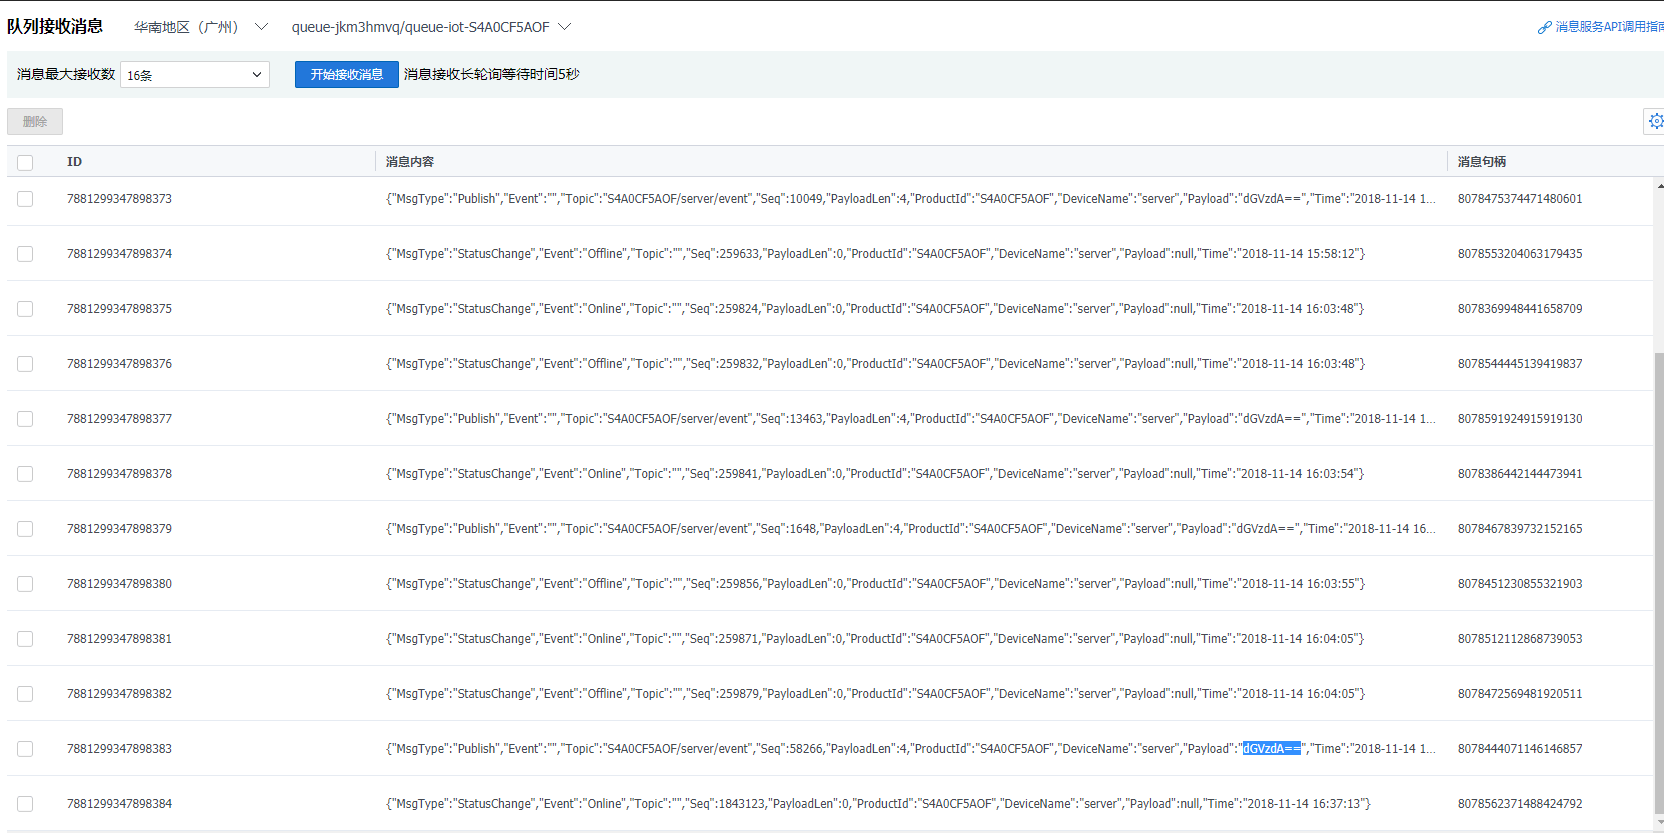 队列接收消息 华南地区（广州） queue-jkm3hmvq/queue-iot-S4A0CF5AOF 消息服务API调用指南
消息最大接收数 16条 开始接收消息 消息接收长轮询等待时间5秒
删除
ID 消息内容 消息句柄
7881299347898373 {"MsgType":"Publish","Event":"","Topic":"S4A0CF5AOF/server/event","Seq":10049,"PayloadLen":4,"ProductId":"S4A0CF5AOF","DeviceName":"server","Payload":"dGVzdA==","Time":"2018-11-14 1... 8078475374471480601
7881299347898374 {"MsgType":"StatusChange","Event":"Offline","Topic":"","Seq":259633,"PayloadLen":0,"ProductId":"S4A0CF5AOF","DeviceName":"server","Payload":null,"Time":"2018-11-14 15:58:12"} 8078553204063179435
7881299347898375 {"MsgType":"StatusChange","Event":"Online","Topic":"","Seq":259824,"PayloadLen":0,"ProductId":"S4A0CF5AOF","DeviceName":"server","Payload":null,"Time":"2018-11-14 16:03:48"} 8078369948441658709
7881299347898376 {"MsgType":"StatusChange","Event":"Offline","Topic":"","Seq":259832,"PayloadLen":0,"ProductId":"S4A0CF5AOF","DeviceName":"server","Payload":null,"Time":"2018-11-14 16:03:48"} 8078544445139419837
7881299347898377 {"MsgType":"Publish","Event":"","Topic":"S4A0CF5AOF/server/event","Seq":13463,"PayloadLen":4,"ProductId":"S4A0CF5AOF","DeviceName":"server","Payload":"dGVzdA==","Time":"2018-11-14 1... 8078591924915919130
7881299347898378 {"MsgType":"StatusChange","Event":"Online","Topic":"","Seq":259841,"PayloadLen":0,"ProductId":"S4A0CF5AOF","DeviceName":"server","Payload":null,"Time":"2018-11-14 16:03:54"} 8078386442144473941
7881299347898379 {"MsgType":"Publish","Event":"","Topic":"S4A0CF5AOF/server/event","Seq":1648,"PayloadLen":4,"ProductId":"S4A0CF5AOF","DeviceName":"server","Payload":"dGVzdA==","Time":"2018-11-14 16... 8078467839732152165
7881299347898380 {"MsgType":"StatusChange","Event":"Offline","Topic":"","Seq":259856,"PayloadLen":0,"ProductId":"S4A0CF5AOF","DeviceName":"server","Payload":null,"Time":"2018-11-14 16:03:55"} 8078451230855321903
7881299347898381 {"MsgType":"StatusChange","Event":"Online","Topic":"","Seq":259871,"PayloadLen":0,"ProductId":"S4A0CF5AOF","DeviceName":"server","Payload":null,"Time":"2018-11-14 16:04:05"} 8078512112868739053
7881299347898382 {"MsgType":"StatusChange","Event":"Offline","Topic":"","Seq":259879,"PayloadLen":0,"ProductId":"S4A0CF5AOF","DeviceName":"server","Payload":null,"Time":"2018-11-14 16:04:05"} 8078472569481920511
7881299347898383 {"MsgType":"Publish","Event":"","Topic":"S4A0CF5AOF/server/event","Seq":58266,"PayloadLen":4,"ProductId":"S4A0CF5AOF","DeviceName":"server","Payload":"dGVzdA==","Time":"2018-11-14 1... 8078444071146146857
7881299347898384 {"MsgType":"StatusChange","Event":"Online","Topic":"","Seq":1843123,"PayloadLen":0,"ProductId":"S4A0CF5AOF","DeviceName":"server","Payload":null,"Time":"2018-11-14 16:37:13"} 8078562371488424792